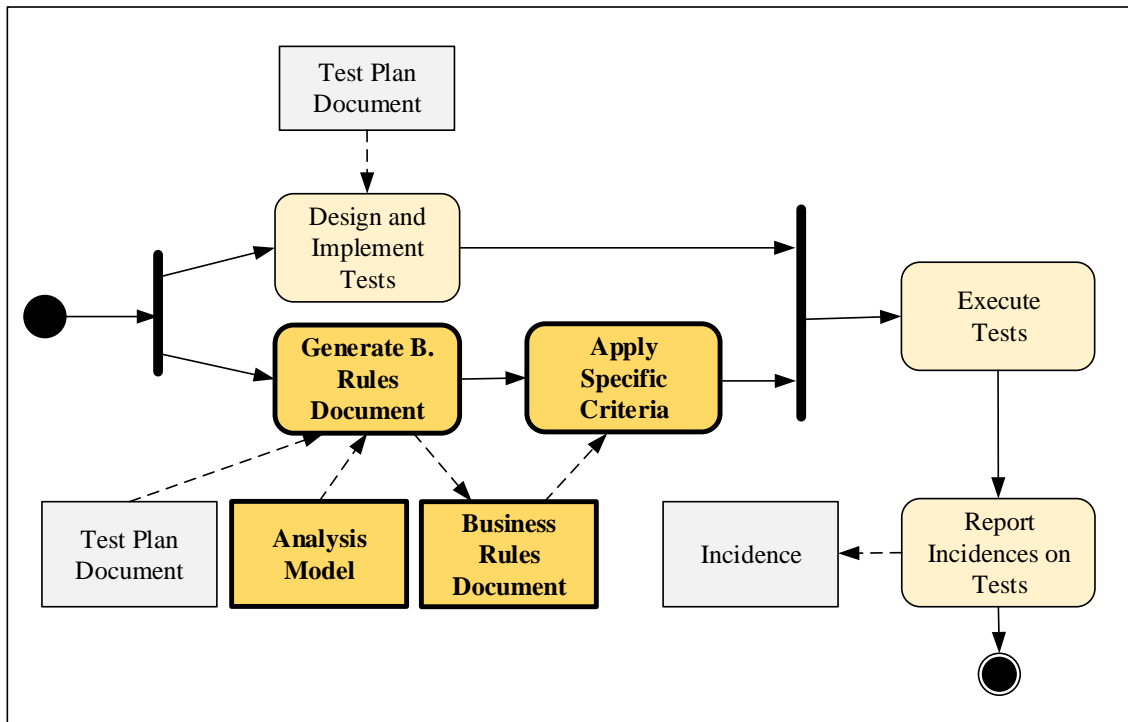 Test Plan
Document
Design and
Implement
Tests
Execute
Tests
Generate B.
Rules
Document
Apply
Specific
Criteria
Test Plan
Document
Analysis
Model
Business
Rules
Document
Incidence
Report
Incidences on
Tests